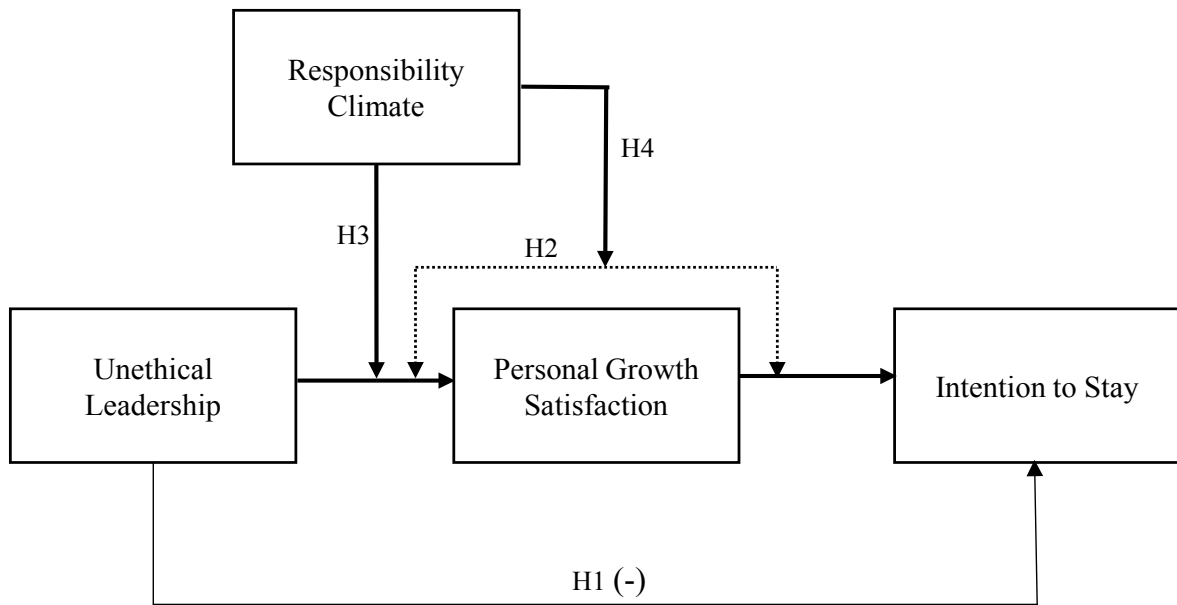 Responsibility
Climate
H4
H3
H2
Unethical
Leadership
Personal Growth
Satisfaction
Intention to Stay
H1 (-)